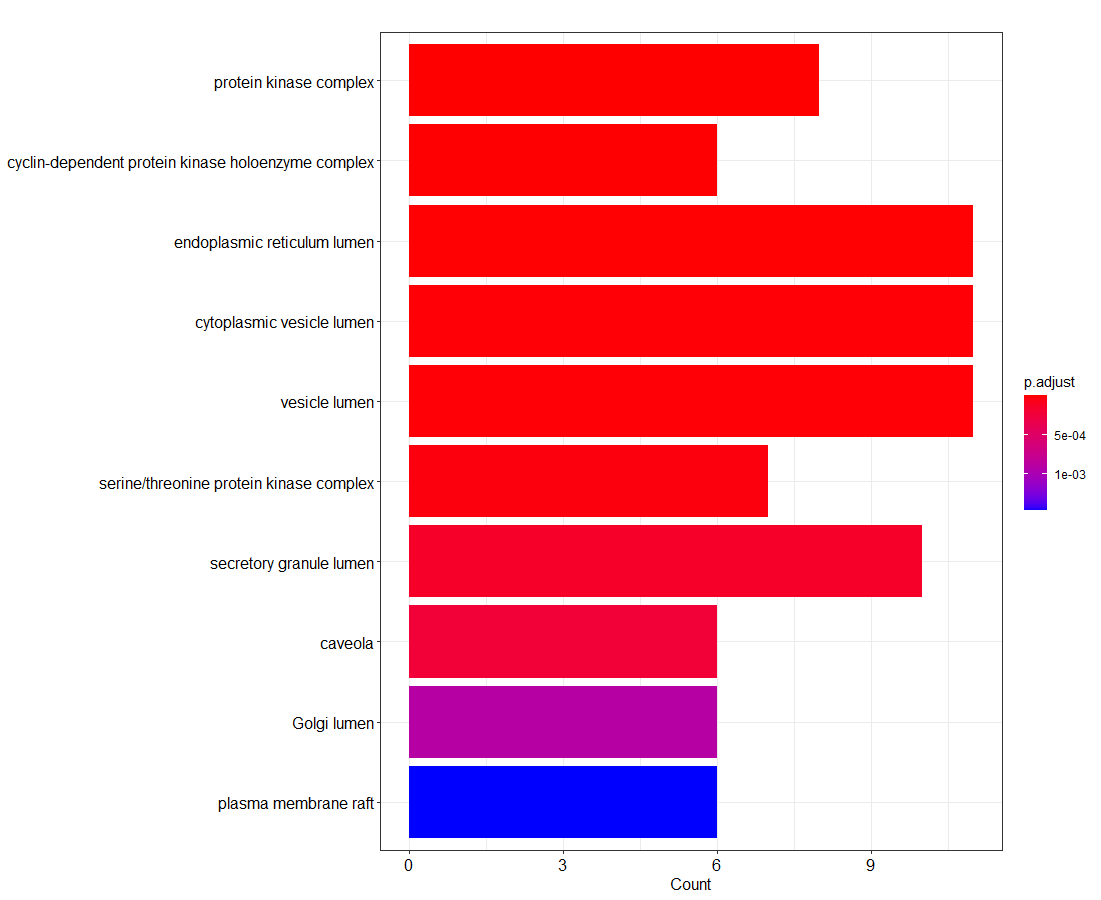 protein kinase complex
cyclin-dependent protein kinase holoenzyme complex
endoplasmic reticulum lumen
cytoplasmic vesicle lumen
vesicle lumen
serine/threonine protein kinase complex
secretory granule lumen
caveola
Golgi lumen
plasma membrane raft
0 3 6 9
Count
p.adjust
5e-04
1e-03